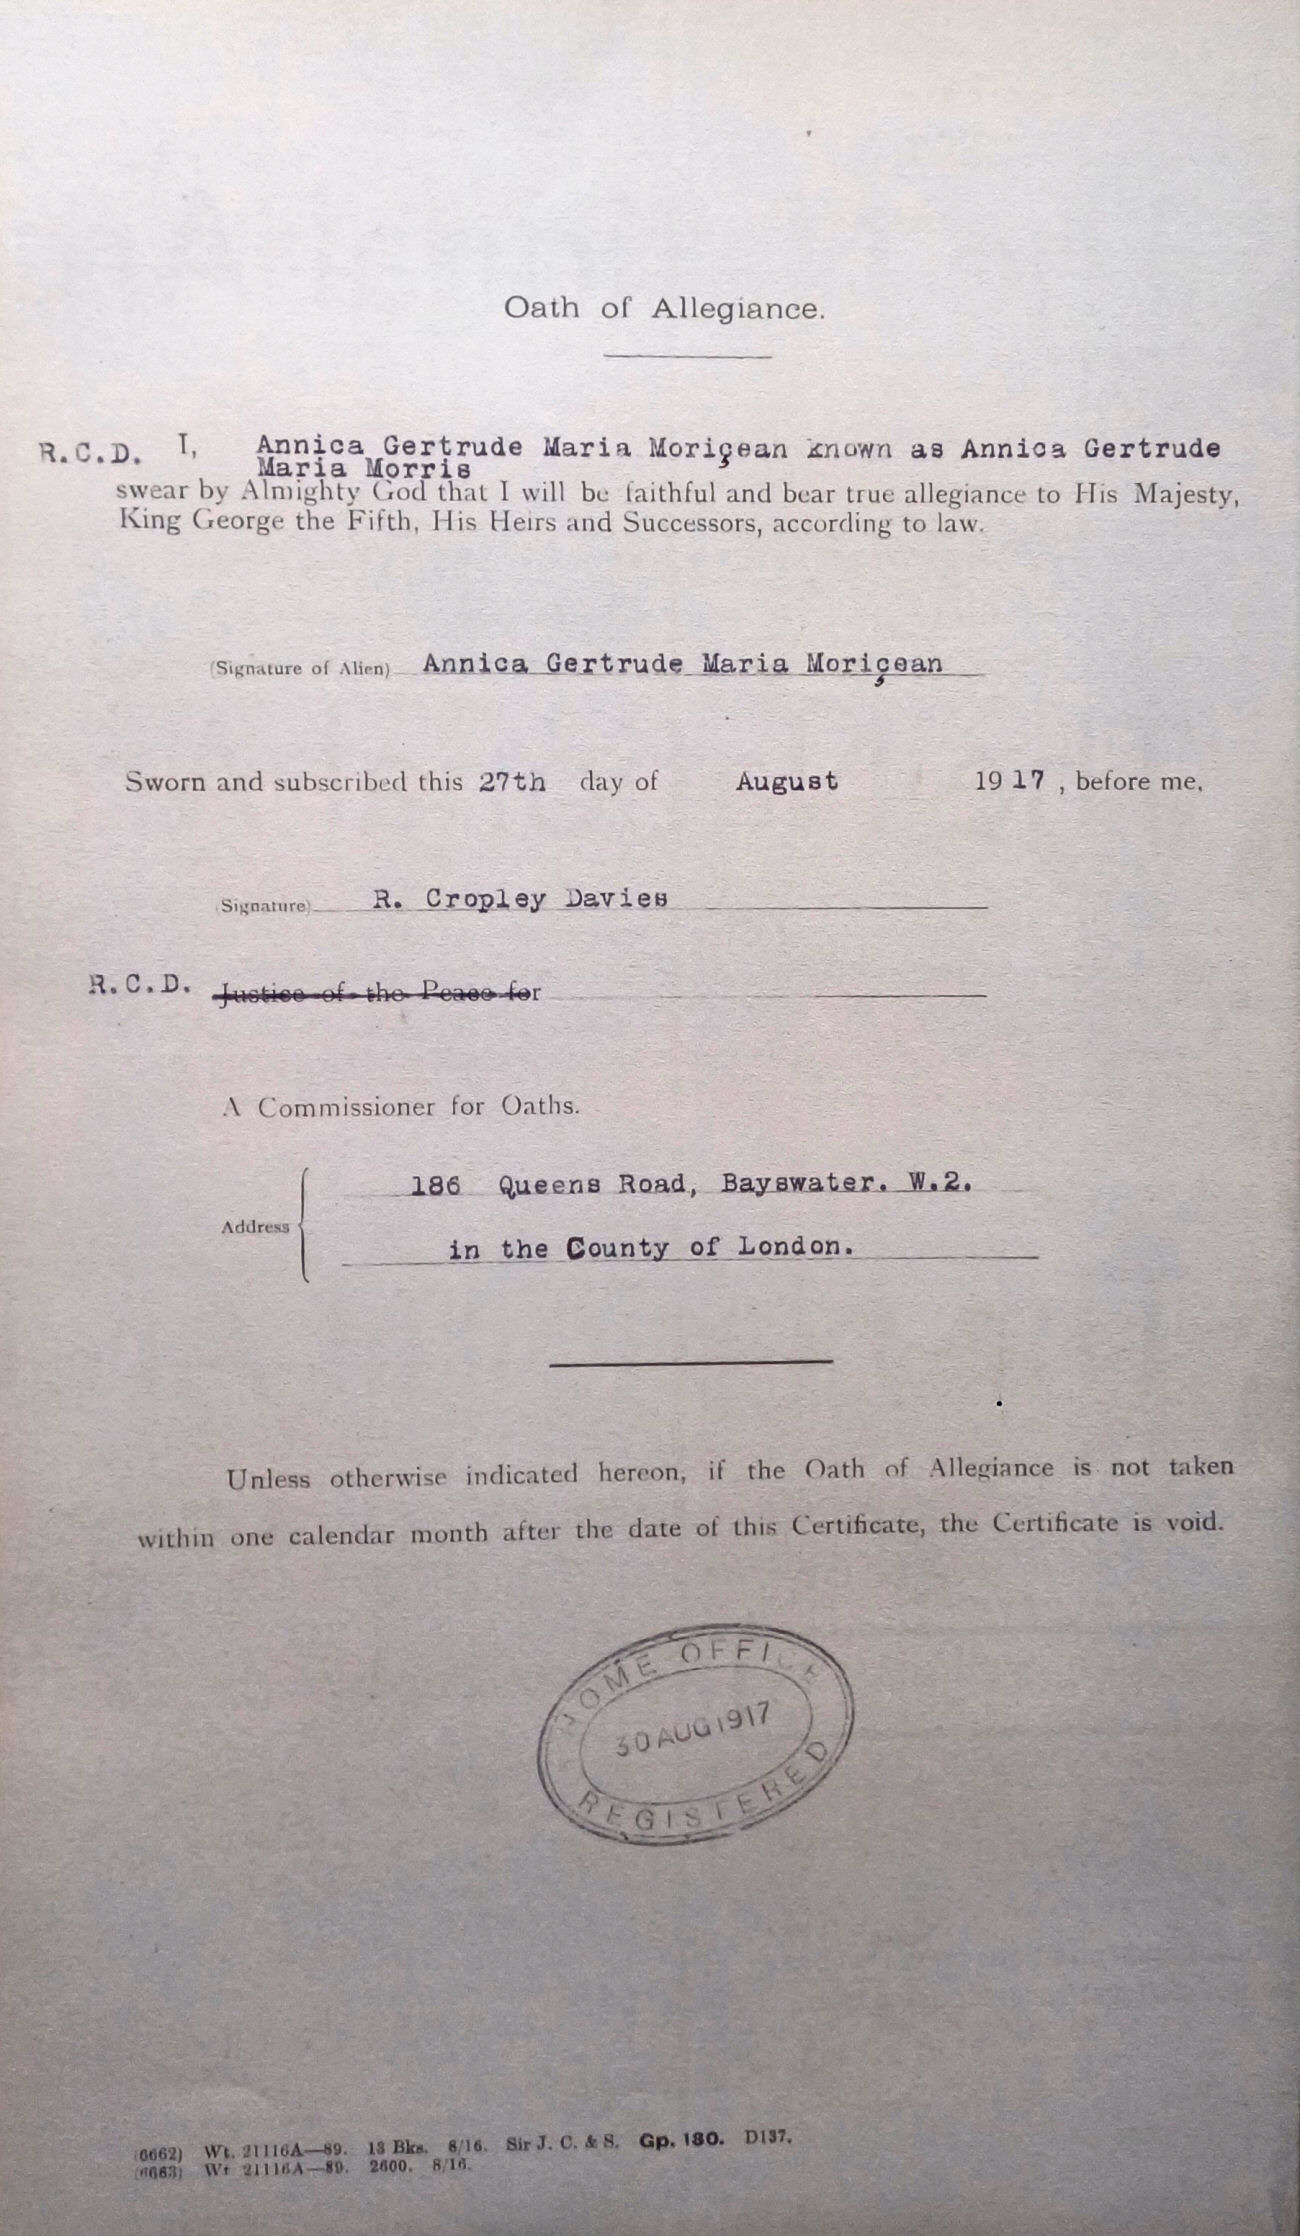 Oath of Allegiance.
R.C.D. I, Annica Gertrude Maria Moriçean known as Annica Gertrude
Maria Morris
swear by Almighty God that I will be faithful and bear true allegiance to His Majesty,
King George the Fifth, His Heirs and Successors, according to law.
(Signature of Alien) Annica Gertrude Maria Moriçean
Sworn and subscribed this 27th day of August 1917, before me,
(Signature) R. Cropley Davies
R.C.D. Justice of the Peace for
A Commissioner for Oaths.
186 Queens Road, Bayswater. W.2.
Address
in the County of London.
Unless otherwise indicated hereon, if the Oath of Allegiance is not taken
within one calendar month after the date of this Certificate, the Certificate is void.
HOME OFFICE
30 AUG 1917
REGISTERED
(6662) Wt. 21116A—89. 13 Bks. 8/16. Sir J. C. & S. Gp. 130. D137.
(6663) Wt 21116A—89. 2600. 8/16.